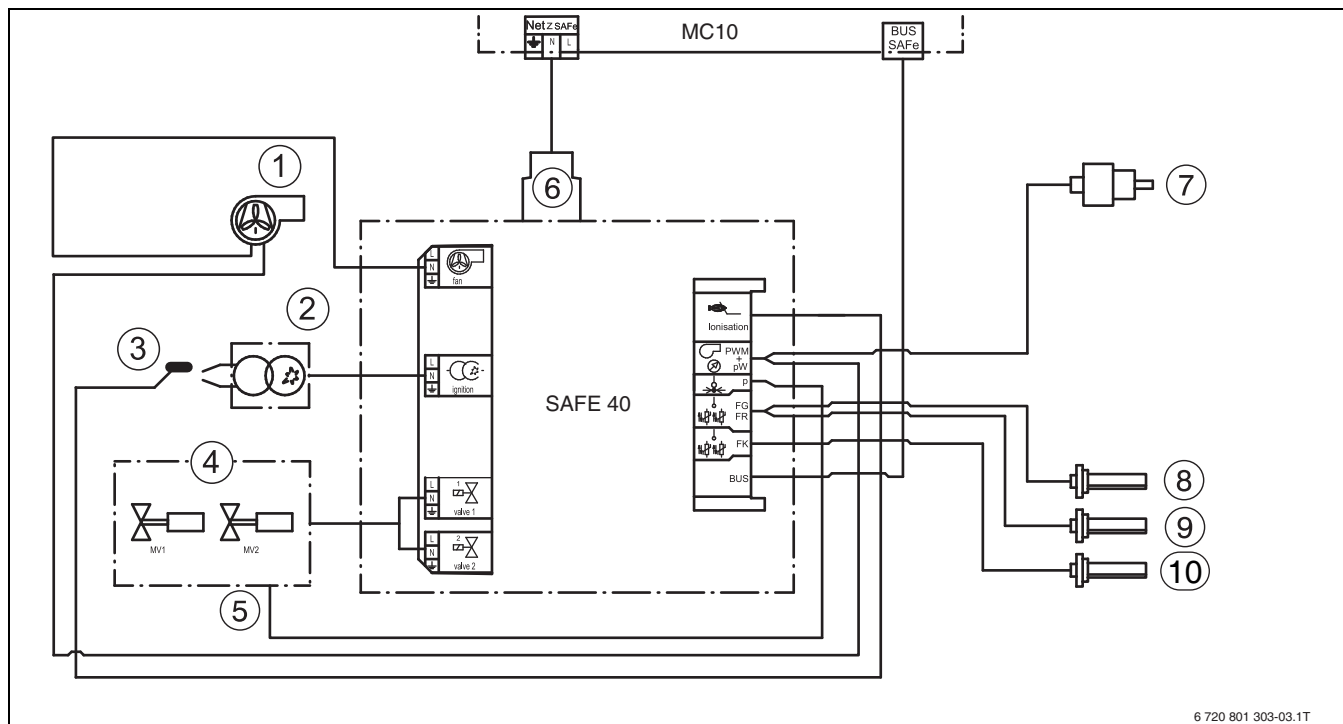 Netz SAFe
N L
MC10
BUS
SAFe
1
6
7
L
N
fan
2
Ionisation
3
PWM
+
pW
L
N
ignition
P
SAFE 40
FG
FR
FK
4
BUS
8
L
N
1
valve 1
9
MV1
MV2
L
N
2
valve 2
10
5
6 720 801 303-03.1T